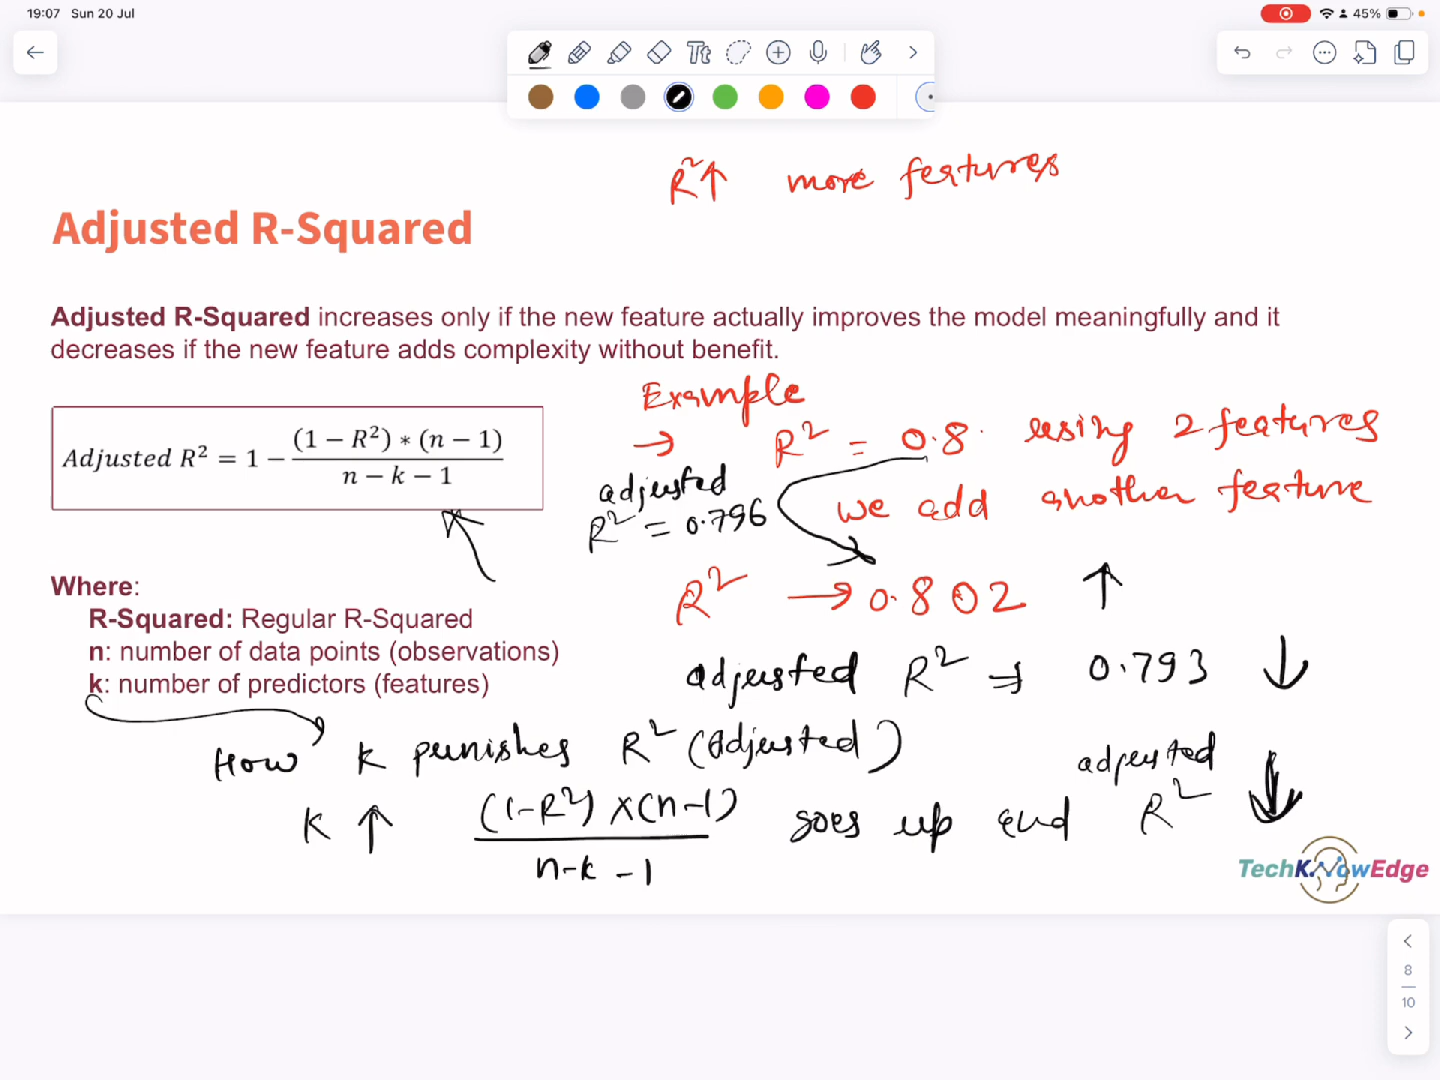 19:07 Sun 20 Jul
45%
Tt
R²↑ more features
Adjusted R-Squared
Adjusted R-Squared increases only if the new feature actually improves the model meaningfully and it
decreases if the new feature adds complexity without benefit.
Example
→ R² = 0.8 using 2 features
Adjusted R² = 1 − (1 − R²) ∗ (n − 1) / n − k − 1
adjusted
R² = 0.796
we add another feature
Where:
R² → 0.802 ↑
R-Squared: Regular R-Squared
n: number of data points (observations)
k: number of predictors (features)
adjusted R² ⇒ 0.793 ↓
How K punishes R² (Adjusted)
K ↑ (1-R²) x(n-1) / n-k-1 goes up and adjusted R² ↓
TechKnowEdge
8
10